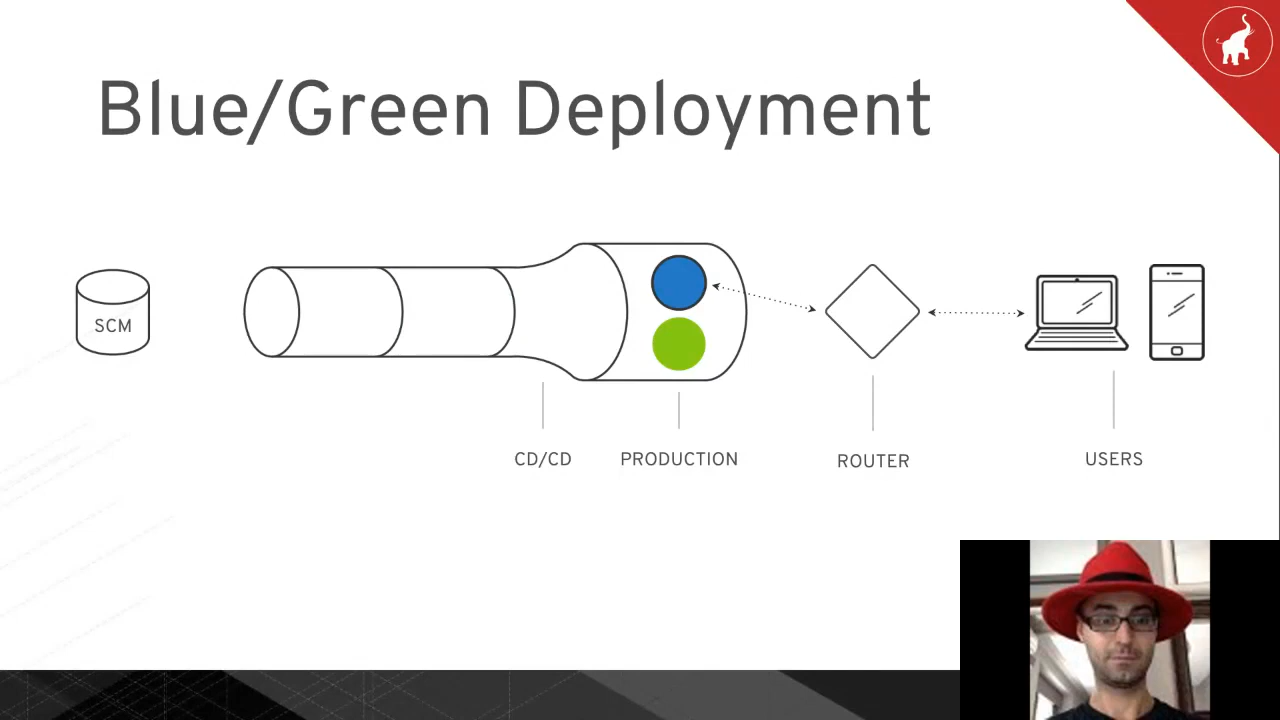 Blue/Green Deployment
SCM
CD/CD
PRODUCTION
ROUTER
USERS